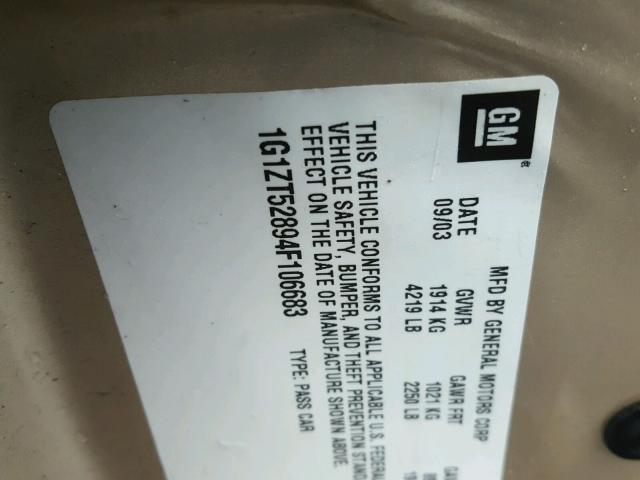 GM
MFD BY GENERAL MOTORS CORP
DATE GVWR GAWR FRT
09/03 1914 KG 1021 KG
4219 LB 2250 LB
THIS VEHICLE CONFORMS TO ALL APPLICABLE U.S. FEDERAL
VEHICLE SAFETY, BUMPER, AND THEFT PREVENTION
EFFECT ON THE DATE OF MANUFACTURE SHOWN ABOVE.
1G1ZT52894F106683 TYPE: PASS CAR